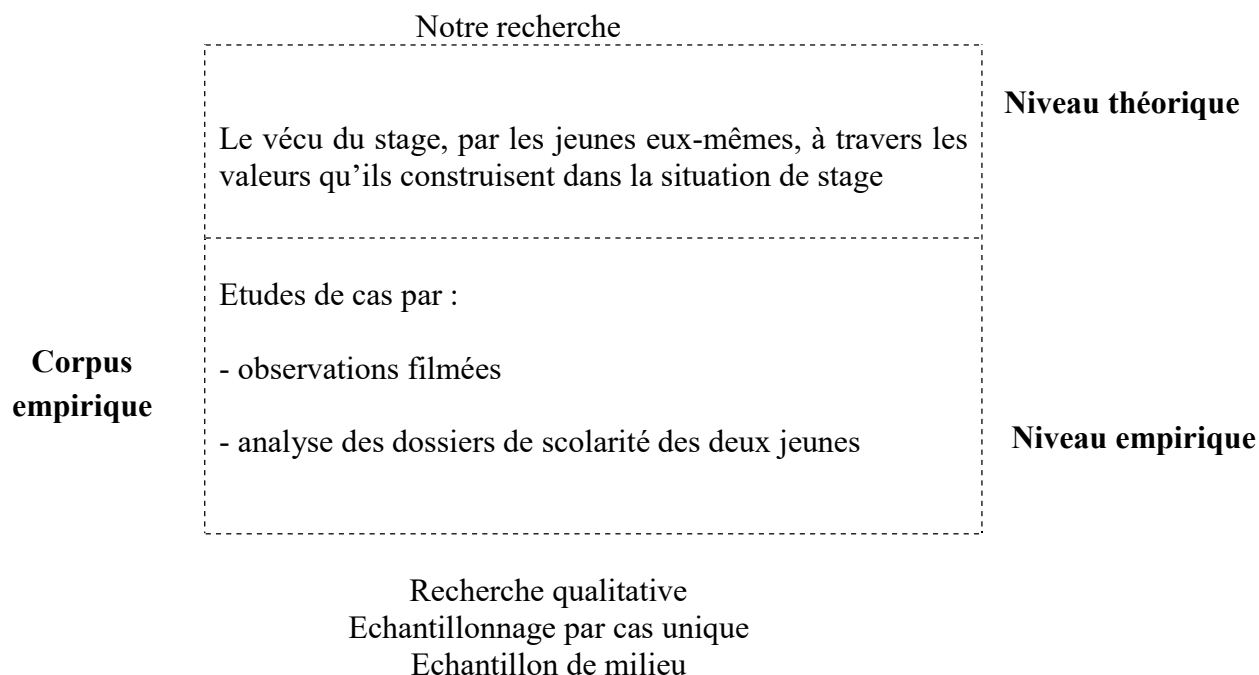 Notre recherche
Niveau théorique
Le vécu du stage, par les jeunes eux-mêmes, à travers les
valeurs qu’ils construisent dans la situation de stage
Etudes de cas par :
Corpus
empirique
- observations filmées
- analyse des dossiers de scolarité des deux jeunes
Niveau empirique
Recherche qualitative
Echantillonnage par cas unique
Echantillon de milieu